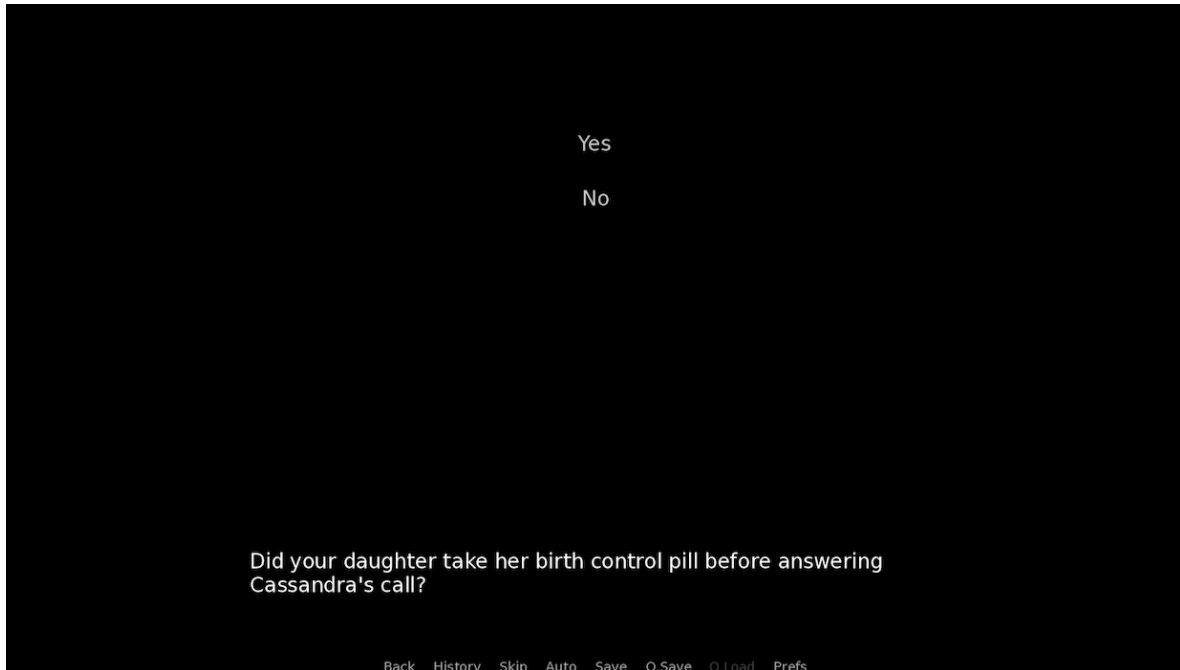 Yes
No
Did your daughter take her birth control pill before answering
Cassandra's call?
Back History Skip Auto Save Q.Save Q.Load Prefs